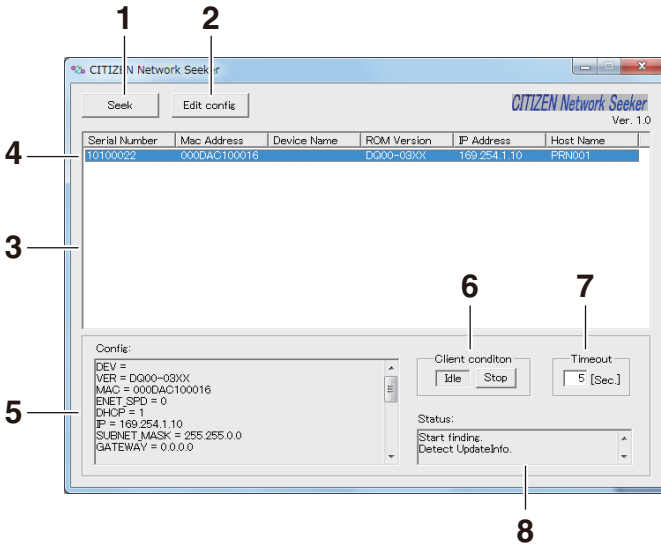 1 2
CITIZEN Network Seeker
Seek Edit config CITIZEN Network Seeker
Ver. 1.0
Serial Number Mac Address Device Name ROM Version IP Address Host Name
4 10100022 000DAC100016 DQ00-03XX 169.254.1.10 PRN001
3
6 7
Config:
Client conditon Timeout
DEV =
VER = DQ00-03XX
Idle Stop 5 [Sec.]
MAC = 000DAC100016
ENET_SPD = 0
5 DHCP = 1
IP = 169.254.1.10
Status:
SUBNET_MASK = 255.255.0.0
Start finding.
GATEWAY = 0.0.0.0
Detect UpdateInfo.
8